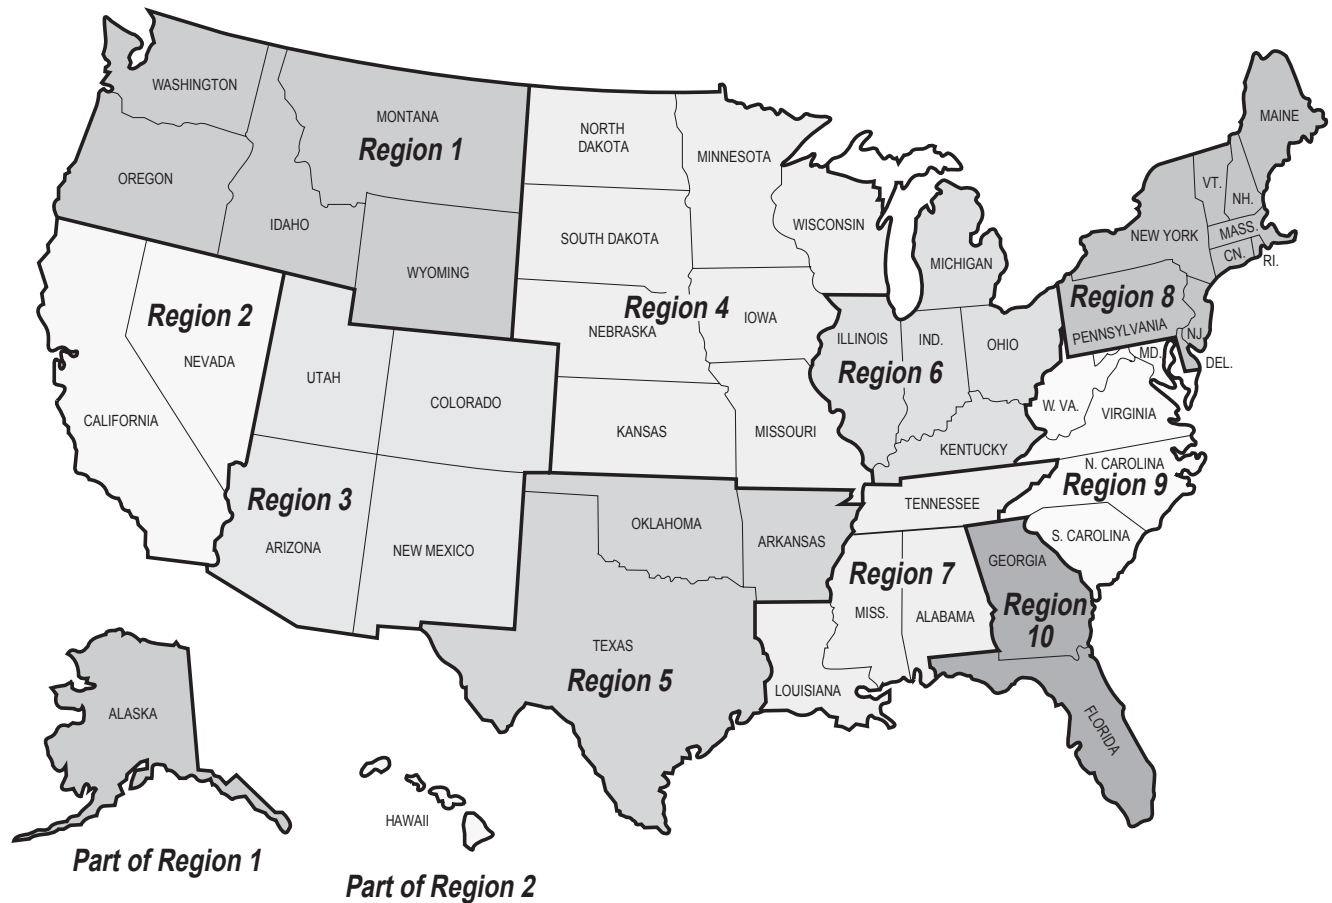 WASHINGTON
MONTANA
Region 1
OREGON
IDAHO
WYOMING
NORTH
DAKOTA
MINNESOTA
SOUTH DAKOTA
WISCONSIN
Region 4
NEBRASKA
IOWA
KANSAS
MISSOURI
MICHIGAN
ILLINOIS
IND.
OHIO
Region 6
KENTUCKY
MAINE
VT.
NH.
NEW YORK
MASS.
CN.
RI.
Region 8
PENNSYLVANIA
NJ.
MD.
DEL.
W. VA.
VIRGINIA
N. CAROLINA
Region 9
S. CAROLINA
Region 2
NEVADA
CALIFORNIA
UTAH
COLORADO
Region 3
ARIZONA
NEW MEXICO
OKLAHOMA
ARKANSAS
TEXAS
Region 5
TENNESSEE
Region 7
MISS.
ALABAMA
LOUISIANA
GEORGIA
Region
10
FLORIDA
ALASKA
Part of Region 1
HAWAII
Part of Region 2